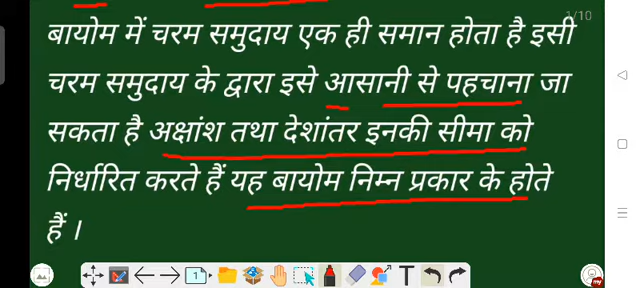 1/10
बायोम में चरम समुदाय एक ही समान होता है इसी
चरम समुदाय के द्वारा इसे आसानी से पहचाना जा
सकता है अक्षांश तथा देशांतर इनकी सीमा को
निर्धारित करते हैं यह बायोम निम्न प्रकार के होते
हैं ।
1
T